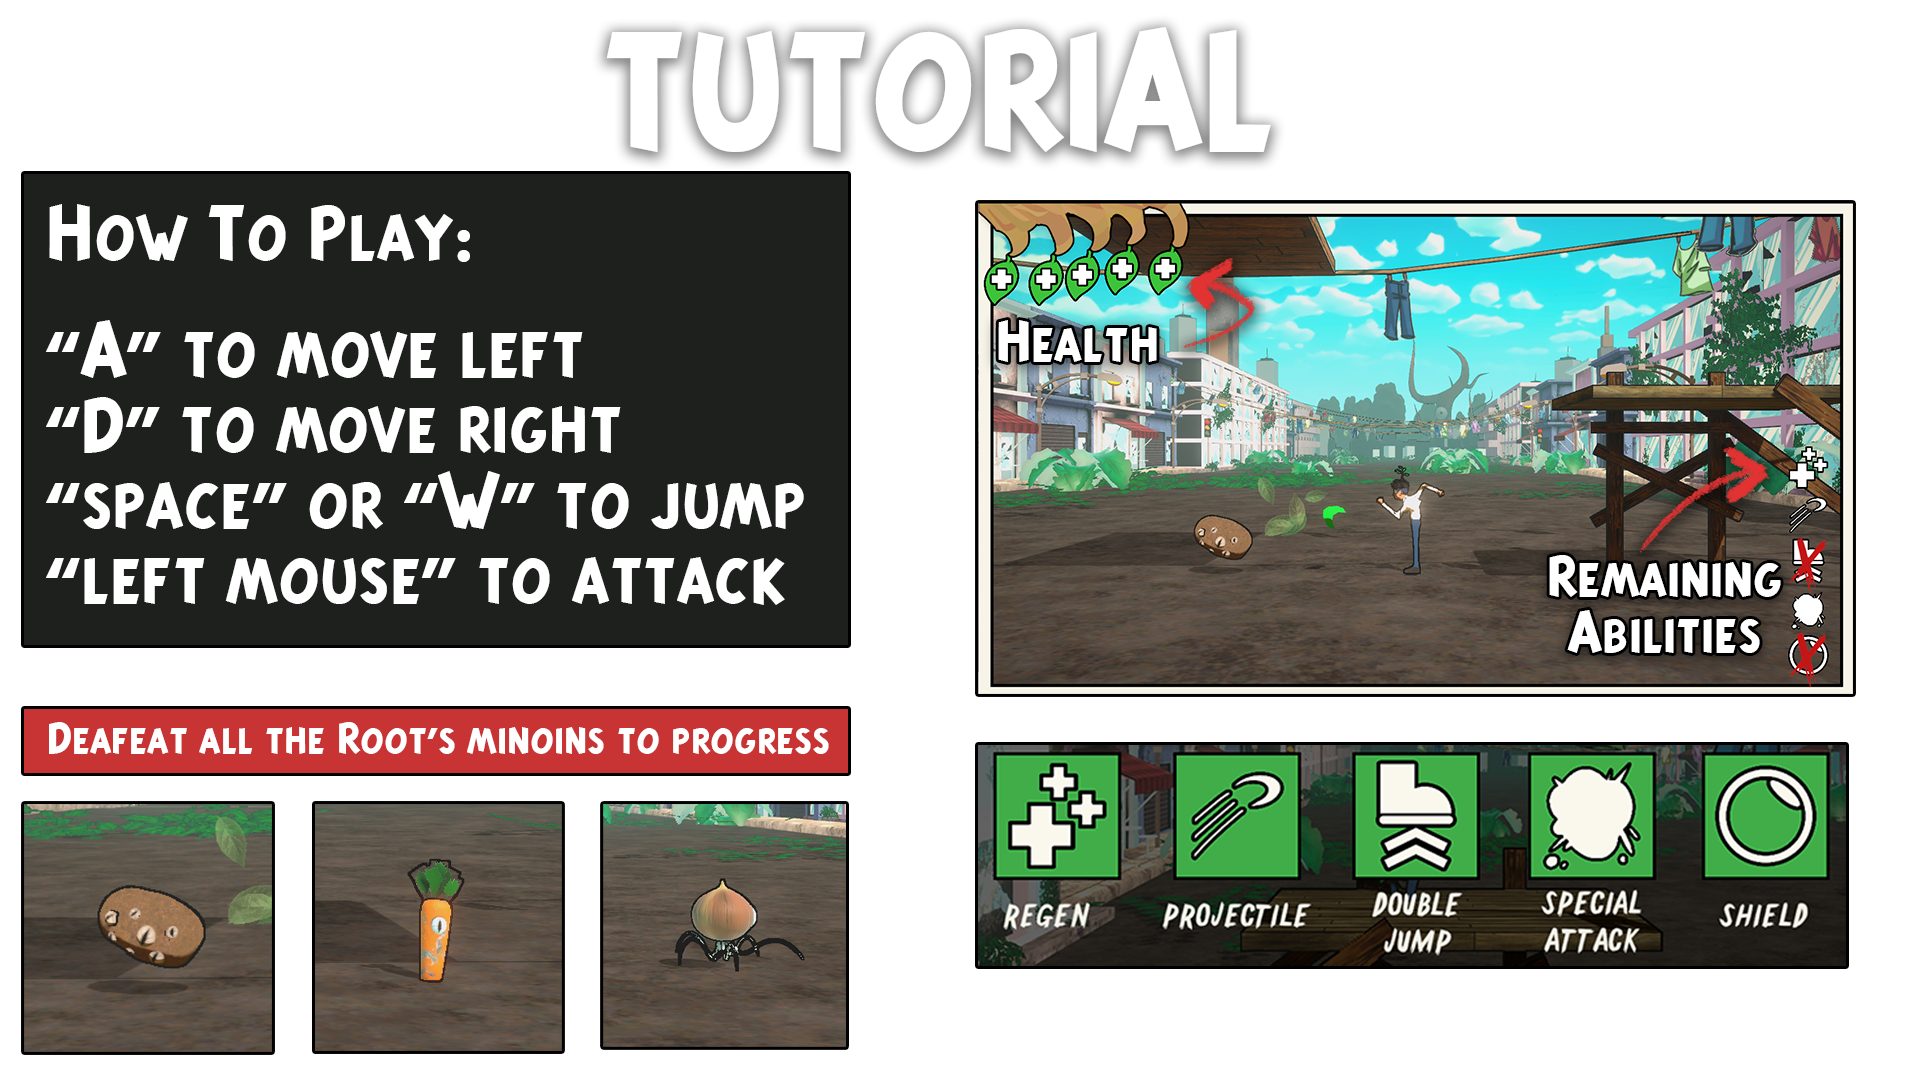 TUTORIAL
HOW TO PLAY:
“A” TO MOVE LEFT
“D” TO MOVE RIGHT
“SPACE” OR “W” TO JUMP
“LEFT MOUSE” TO ATTACK
DEAFEAT ALL THE ROOT’S MINOINS TO PROGRESS
HEALTH
REMAINING
ABILITIES
REGEN
PROJECTILE
DOUBLE
JUMP
SPECIAL
ATTACK
SHIELD